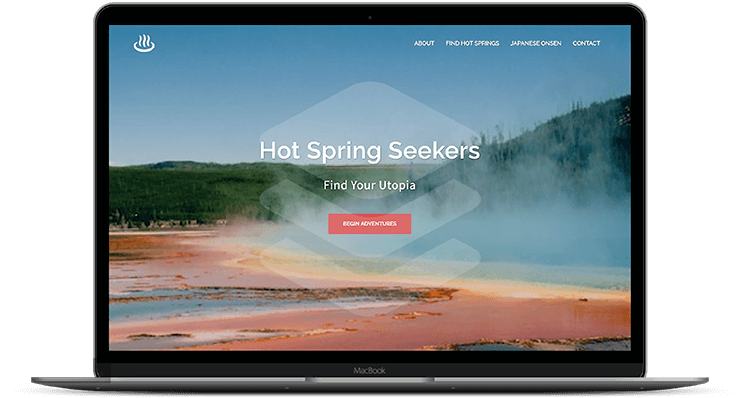 ABOUT FIND HOT SPRINGS JAPANESE ONSEN CONTACT
Hot Spring Seekers
Find Your Utopia
BEGIN ADVENTURES
MacBook